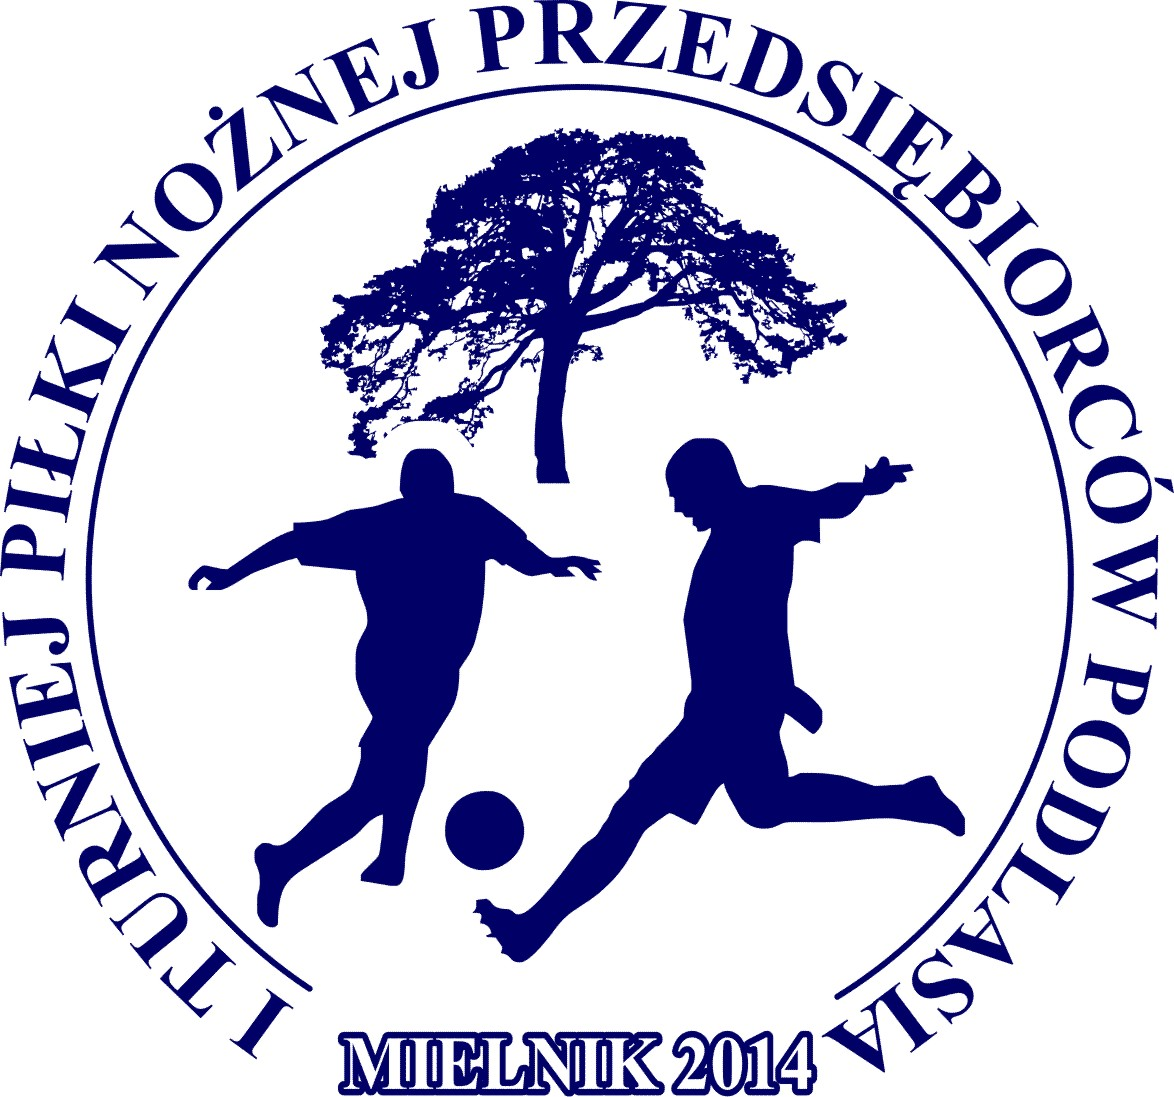 I TURNIEJ PIŁKI NOŻNEJ PRZEDSIĘBIORCÓW PODLASIA
MIELNIK 2014